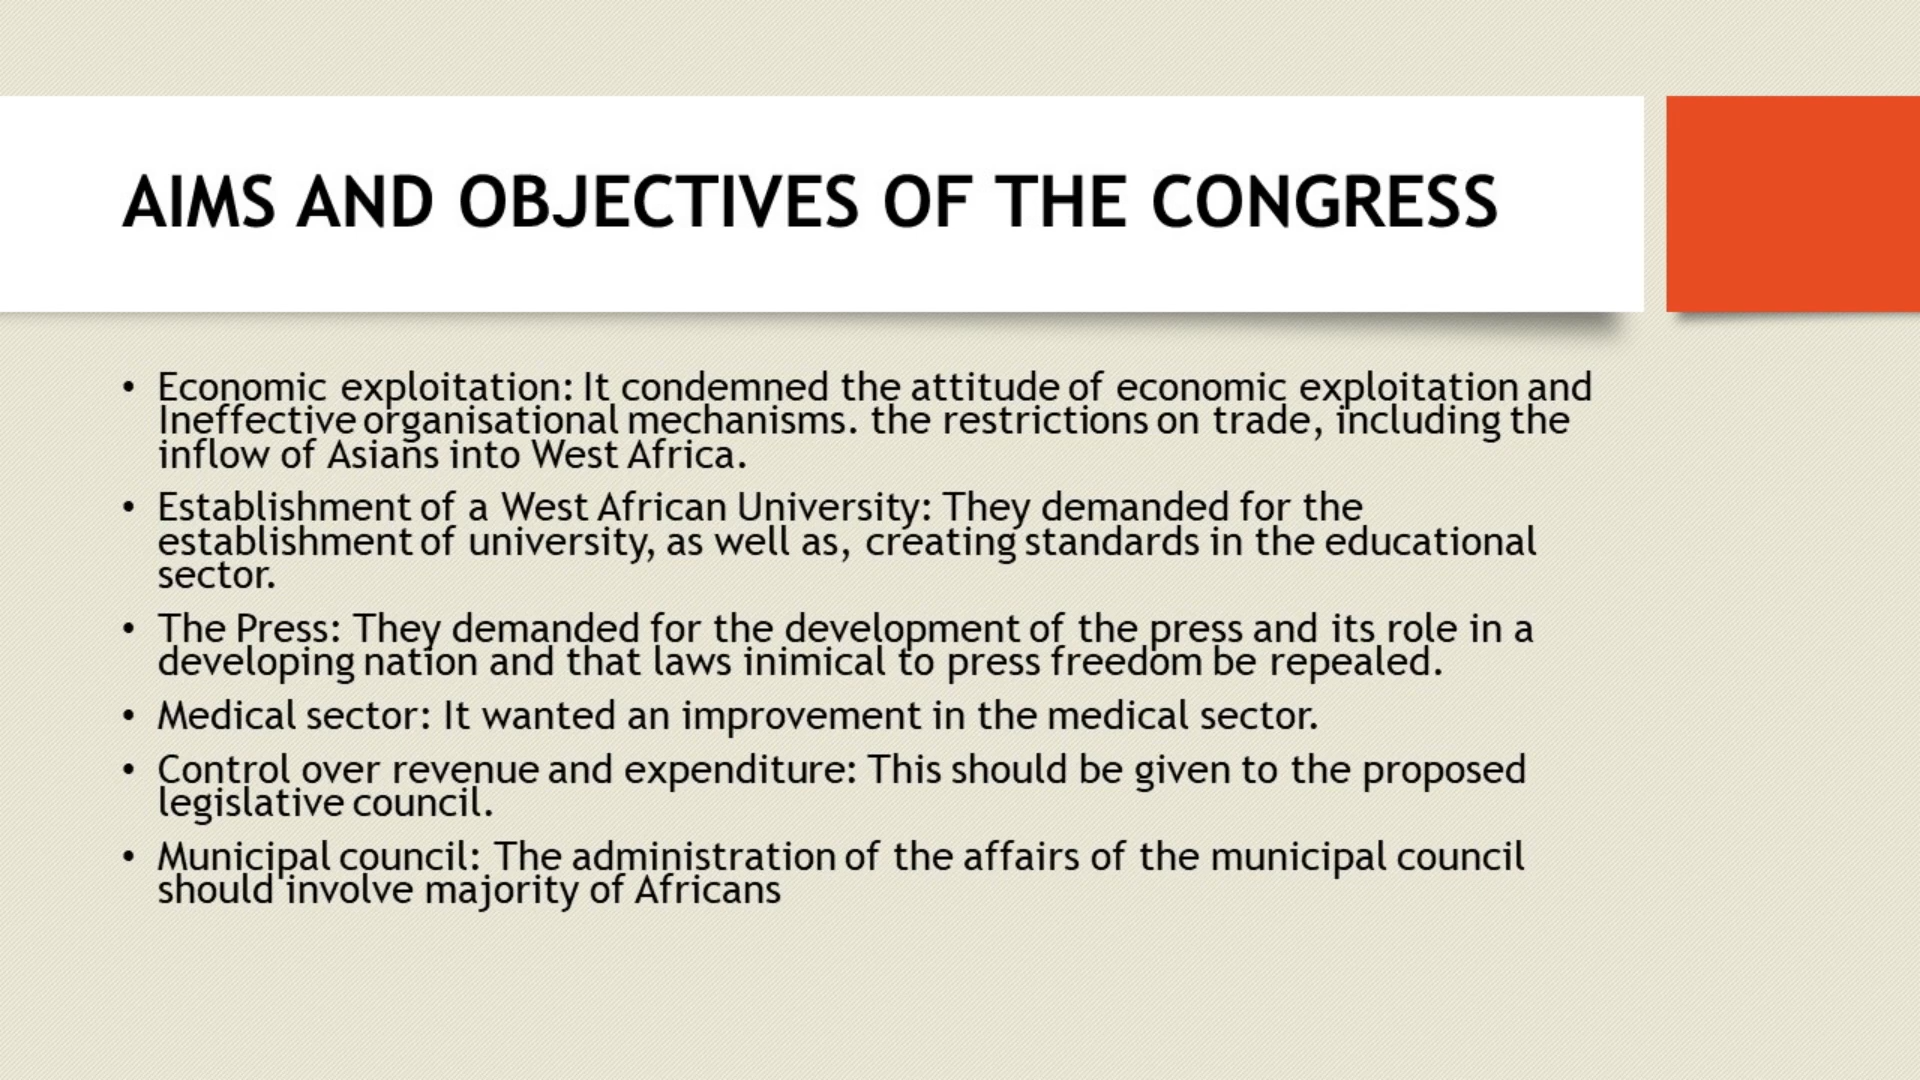 AIMS AND OBJECTIVES OF THE CONGRESS
• Economic exploitation: It condemned the attitude of economic exploitation and
Ineffective organisational mechanisms. the restrictions on trade, including the
inflow of Asians into West Africa.
• Establishment of a West African University: They demanded for the
establishment of university, as well as, creating standards in the educational
sector.
• The Press: They demanded for the development of the press and its role in a
developing nation and that laws inimical to press freedom be repealed.
• Medical sector: It wanted an improvement in the medical sector.
• Control over revenue and expenditure: This should be given to the proposed
legislative council.
• Municipal council: The administration of the affairs of the municipal council
should involve majority of Africans